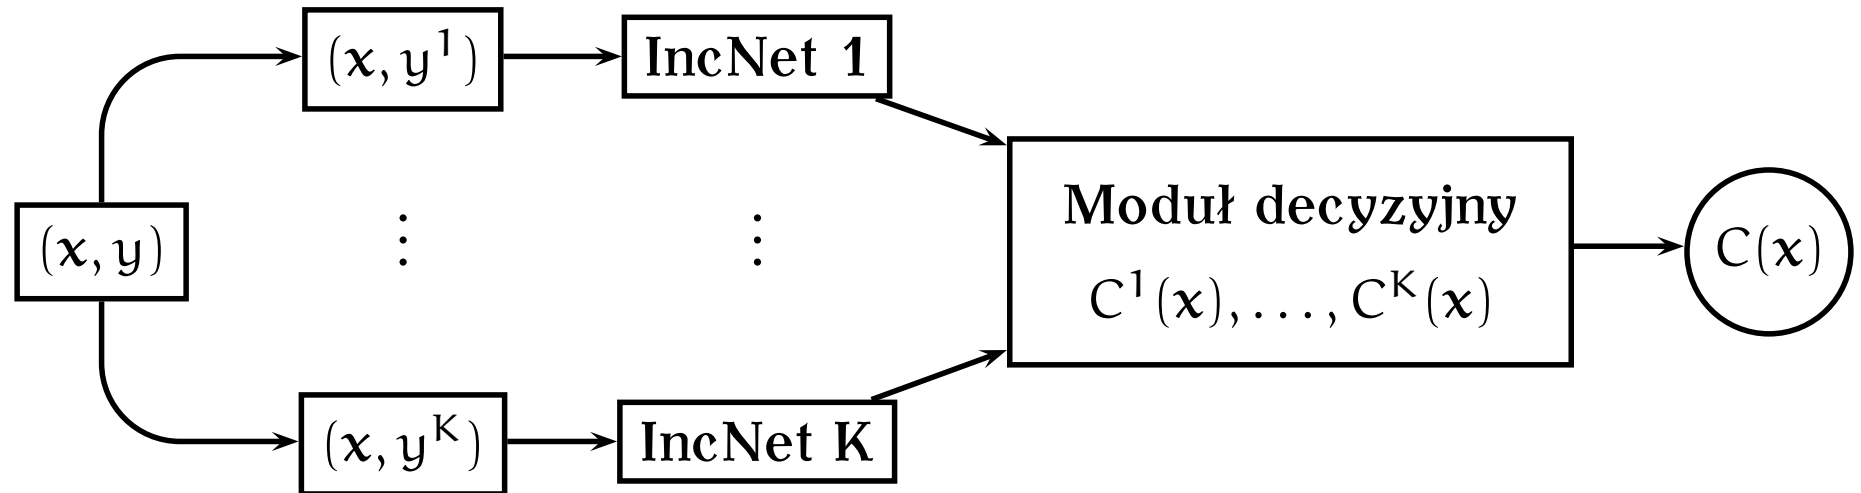 (x, y¹)
IncNet 1
(x, y)
⋮
⋮
Moduł decyzyjny
C¹(x), . . . , Cᴷ(x)
C(x)
(x, yᴷ)
IncNet K